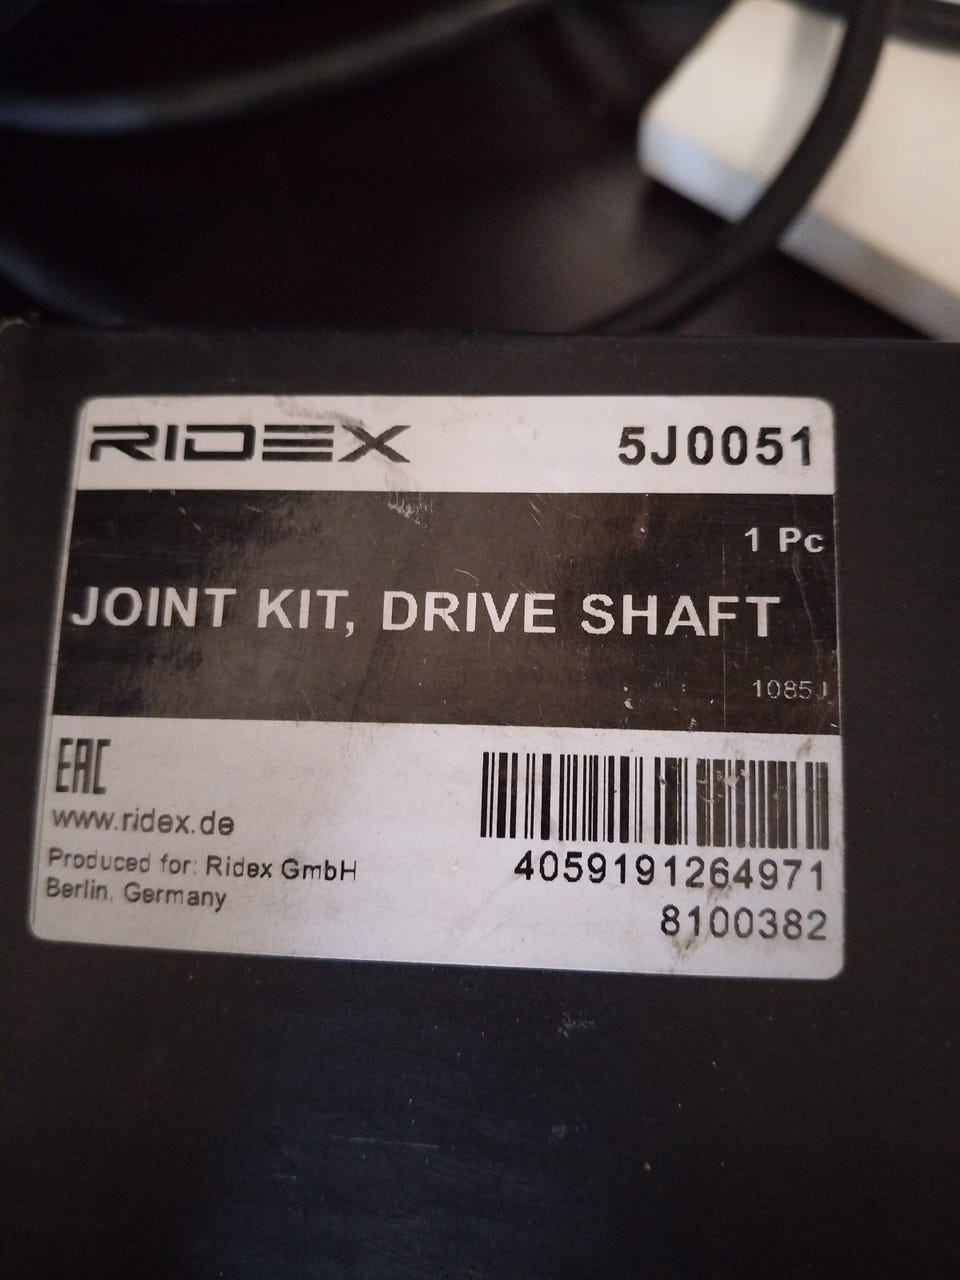 RIDEX 5J0051
1 Pc
JOINT KIT, DRIVE SHAFT
1085J
EAC
www.ridex.de
Produced for: Ridex GmbH
Berlin, Germany
4059191264971
8100382